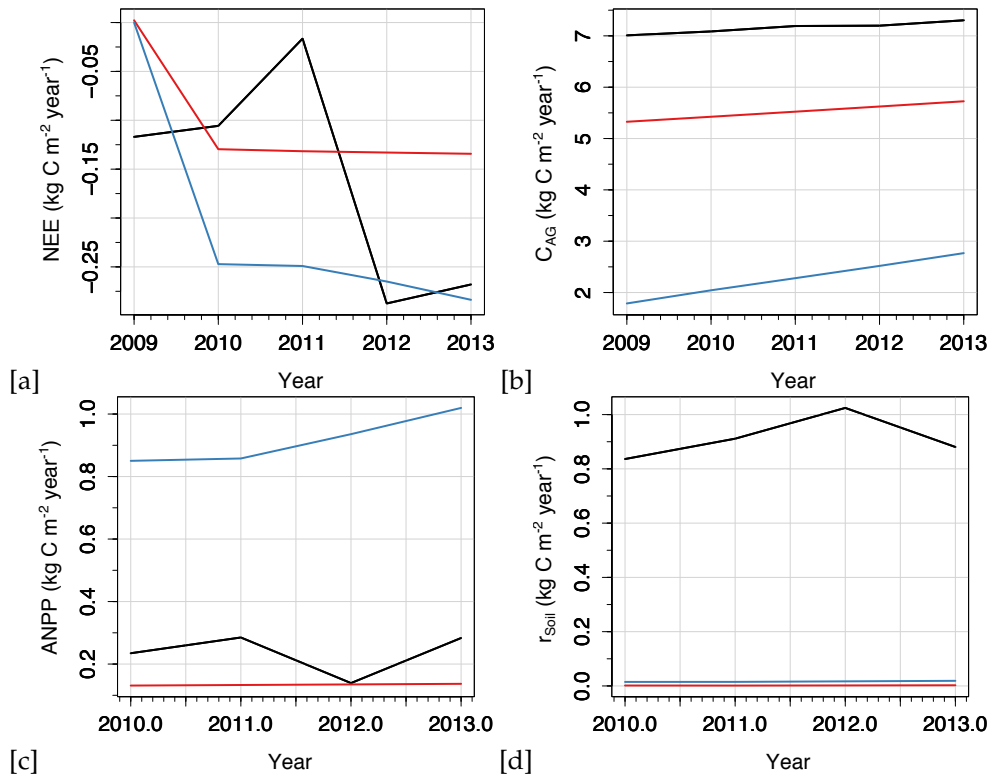 NEE (kg C m⁻² year⁻¹)
−0.05
−0.15
−0.25
2009 2010 2011 2012 2013
[a] Year
C_AG (kg C m⁻² year⁻¹)
7
6
5
4
3
2
2009 2010 2011 2012 2013
[b] Year
ANPP (kg C m⁻² year⁻¹)
1.0
0.8
0.6
0.4
0.2
2010.0 2011.0 2012.0 2013.0
[c] Year
r_Soil (kg C m⁻² year⁻¹)
1.0
0.8
0.6
0.4
0.2
0.0
2010.0 2011.0 2012.0 2013.0
[d] Year